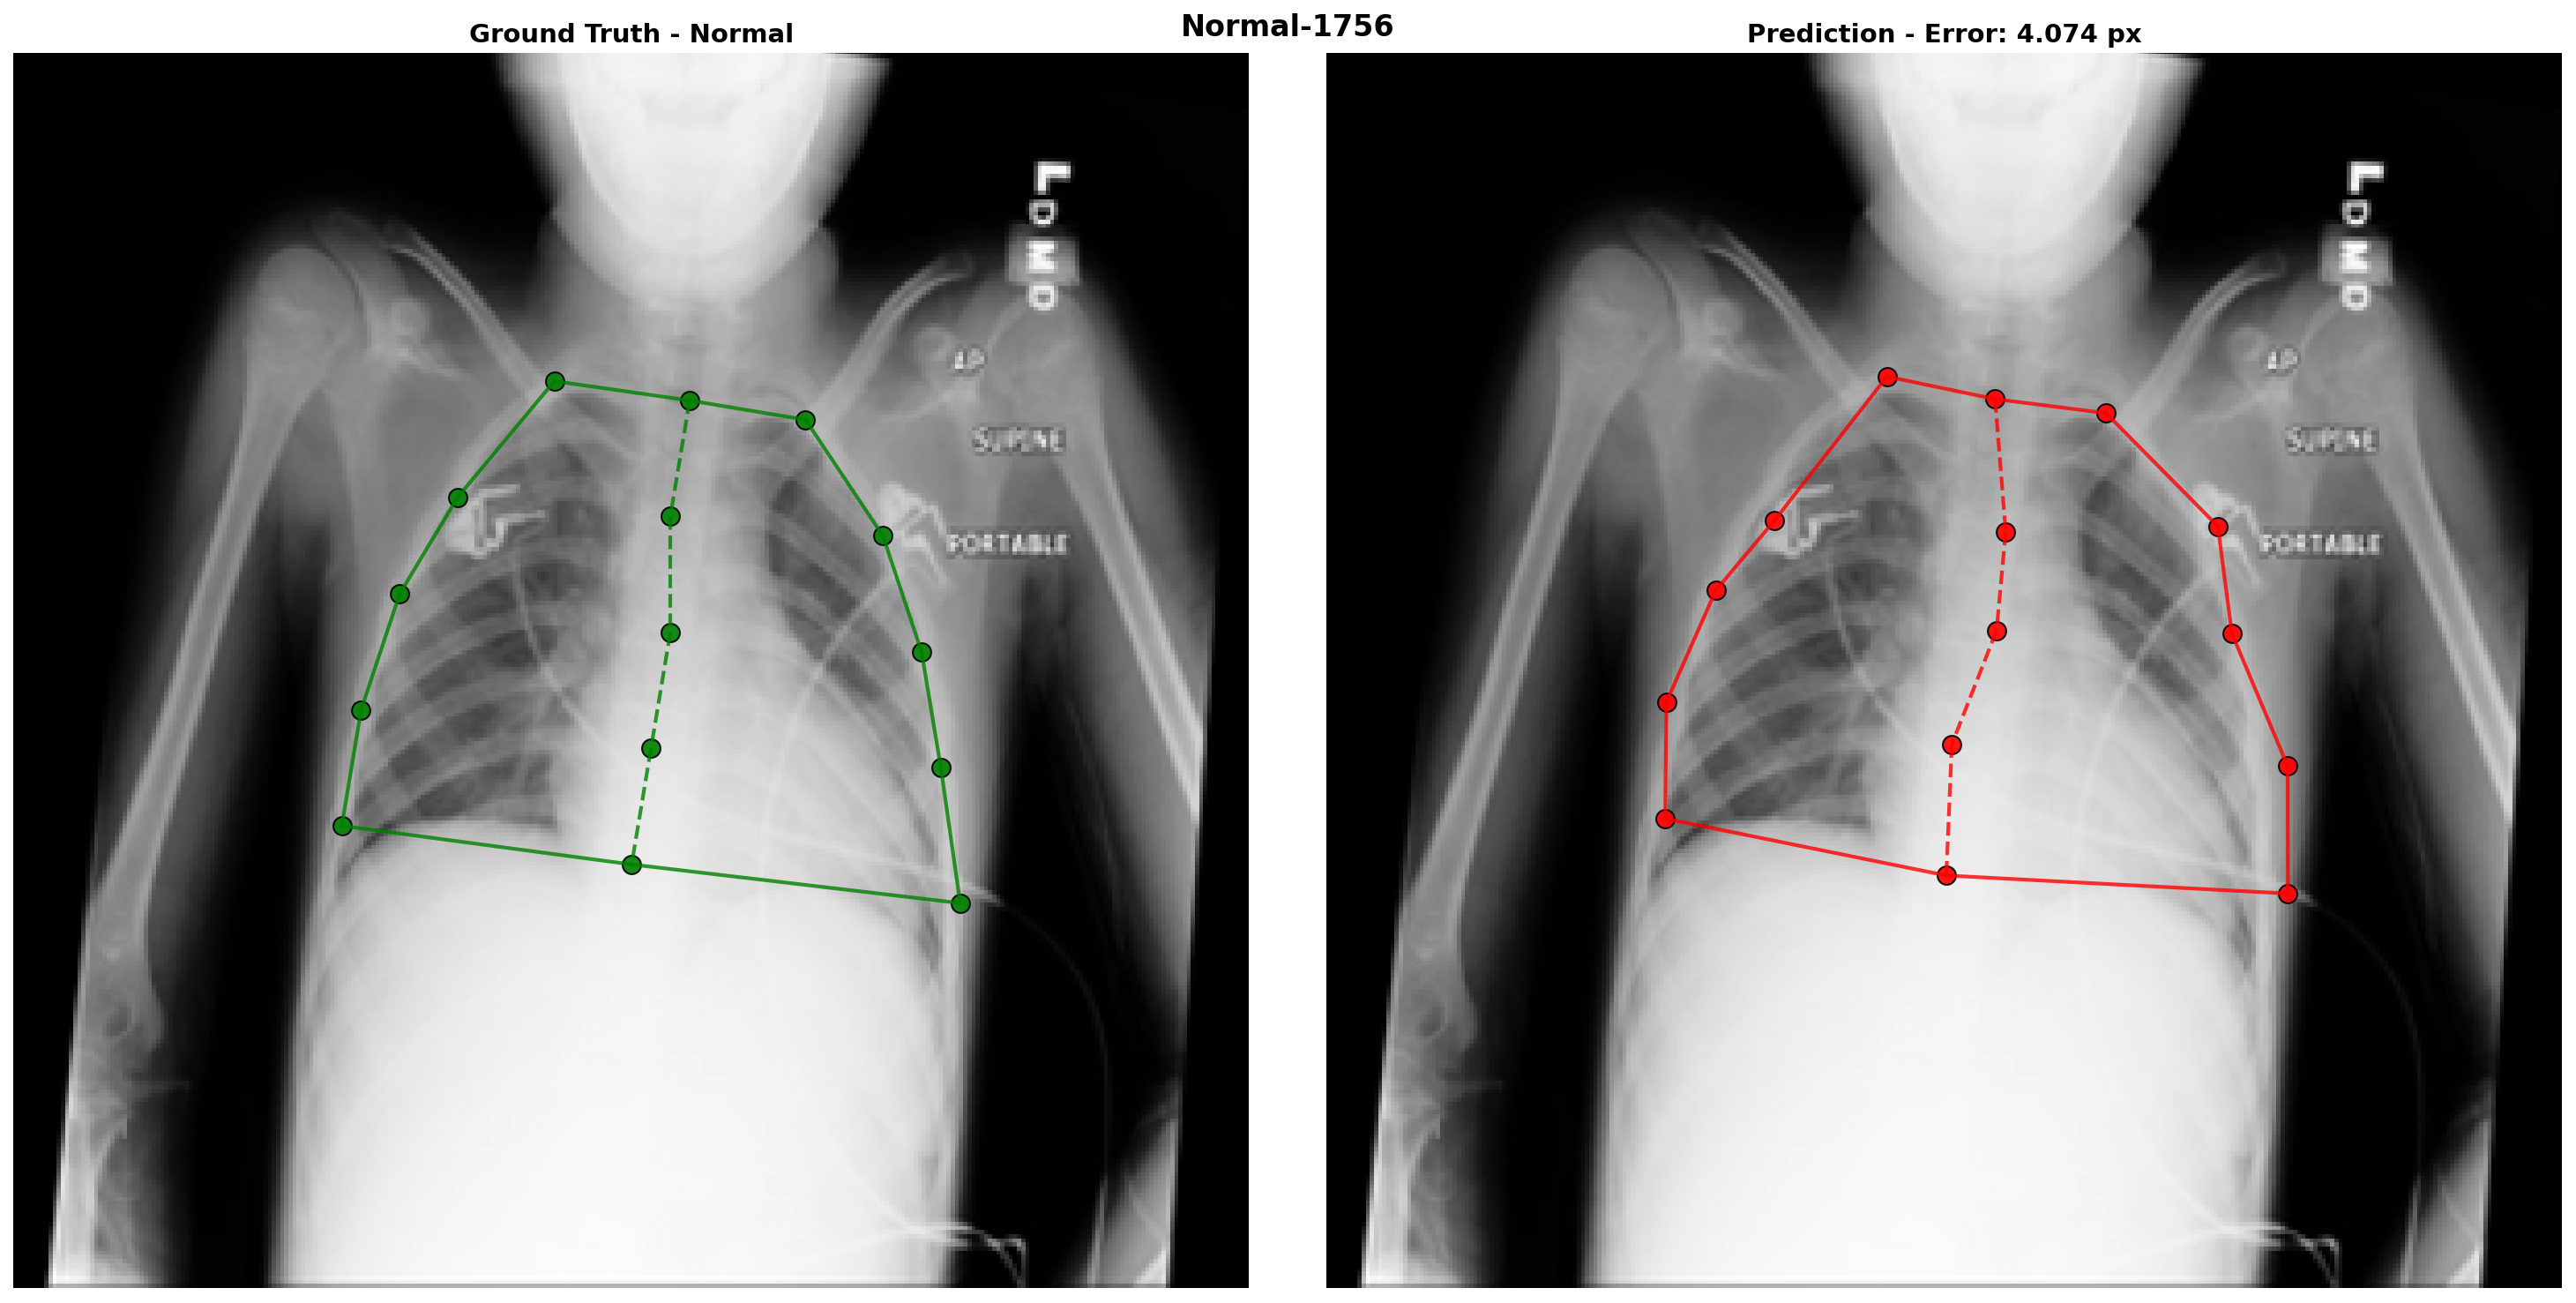 Normal-1756
Ground Truth - Normal
Prediction - Error: 4.074 px
L
D
M
D
AP
SUPINE
PORTABLE
L
D
M
D
AP
SUPINE
PORTABLE